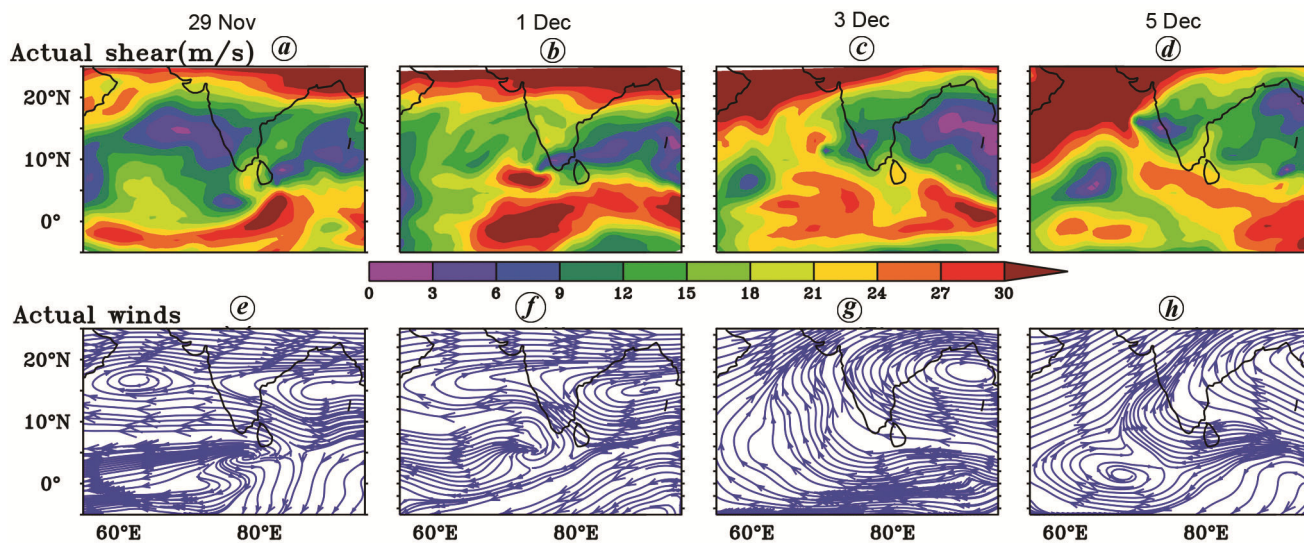 29 Nov 1 Dec 3 Dec 5 Dec
Actual shear(m/s) a b c d
20°N
10°N
0°
0 3 6 9 12 15 18 21 24 27 30
Actual winds e f g h
20°N
10°N
0°
60°E 80°E 60°E 80°E 60°E 80°E 60°E 80°E